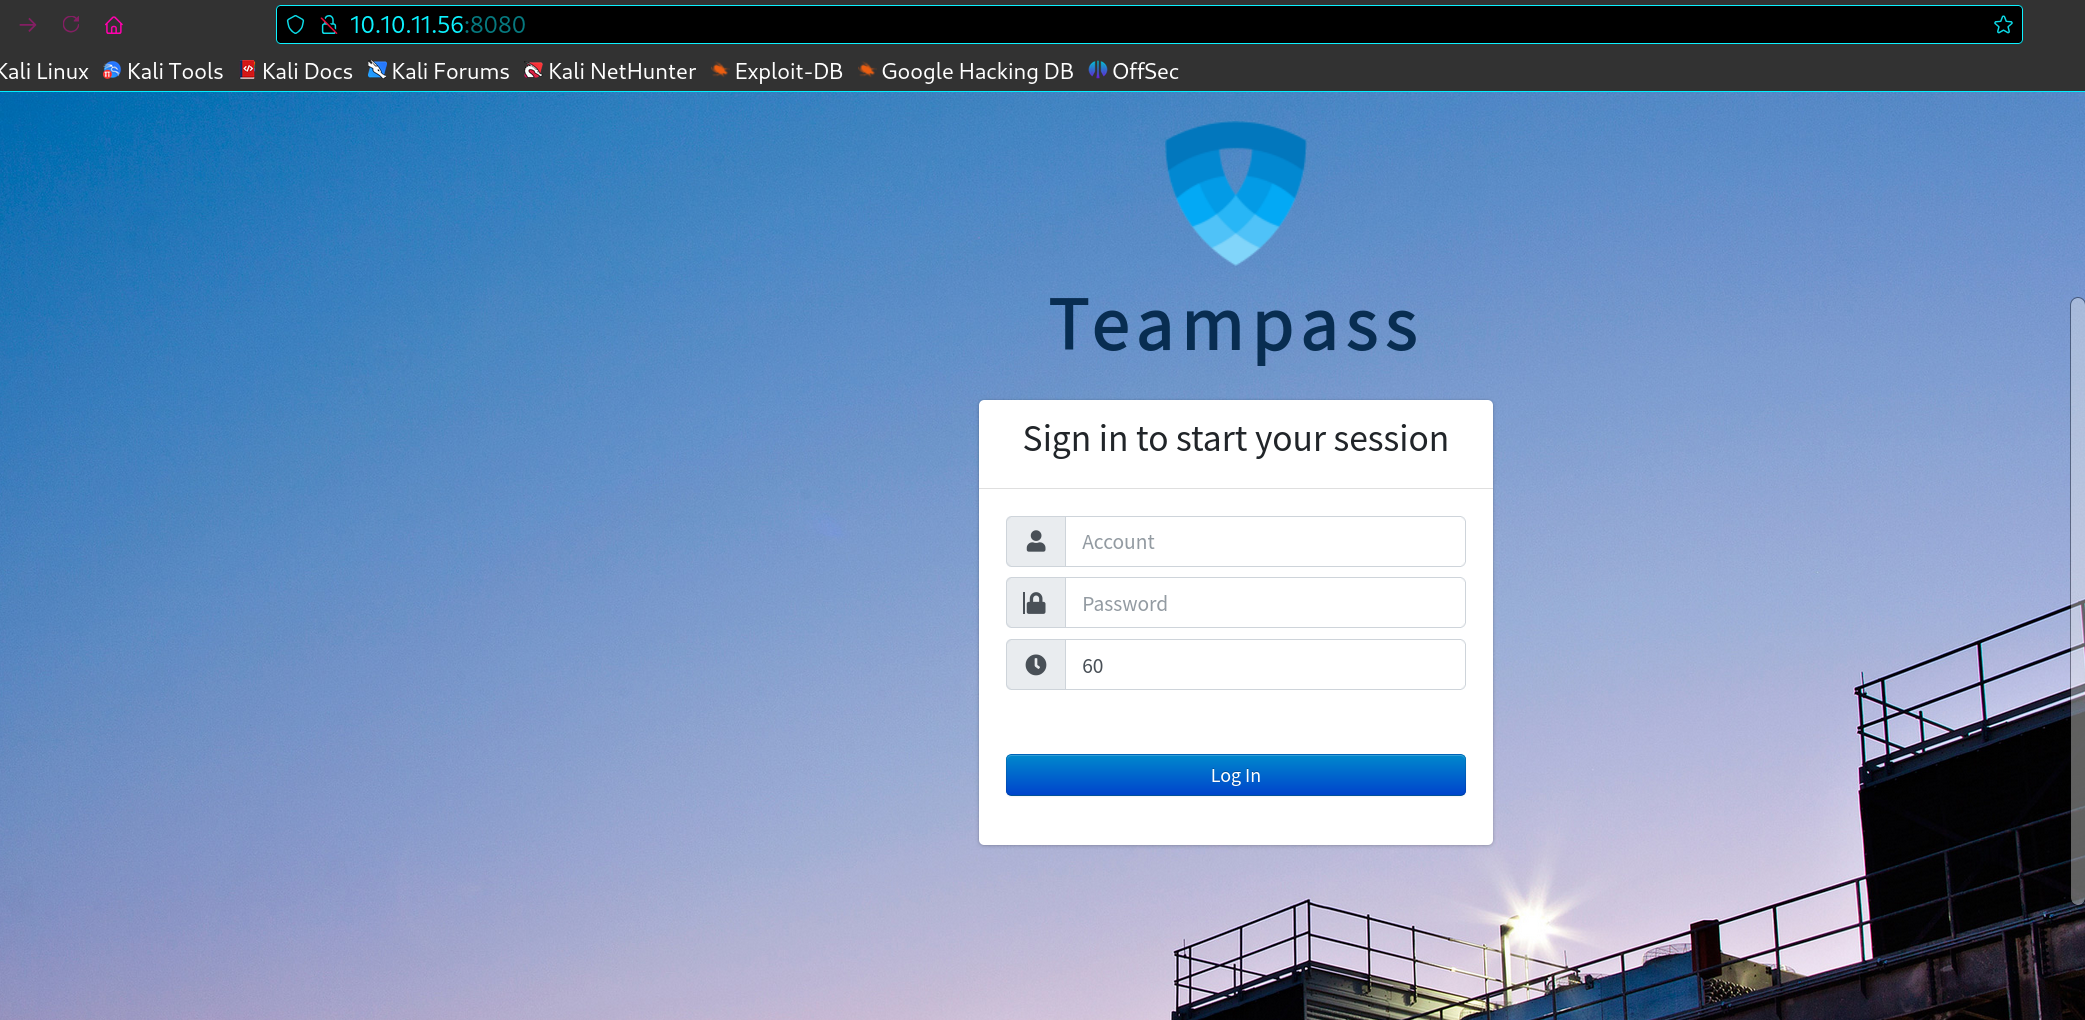 10.10.11.56:8080
Kali Linux Kali Tools Kali Docs Kali Forums Kali NetHunter Exploit-DB Google Hacking DB OffSec
Teampass
Sign in to start your session
Account
Password
60
Log In